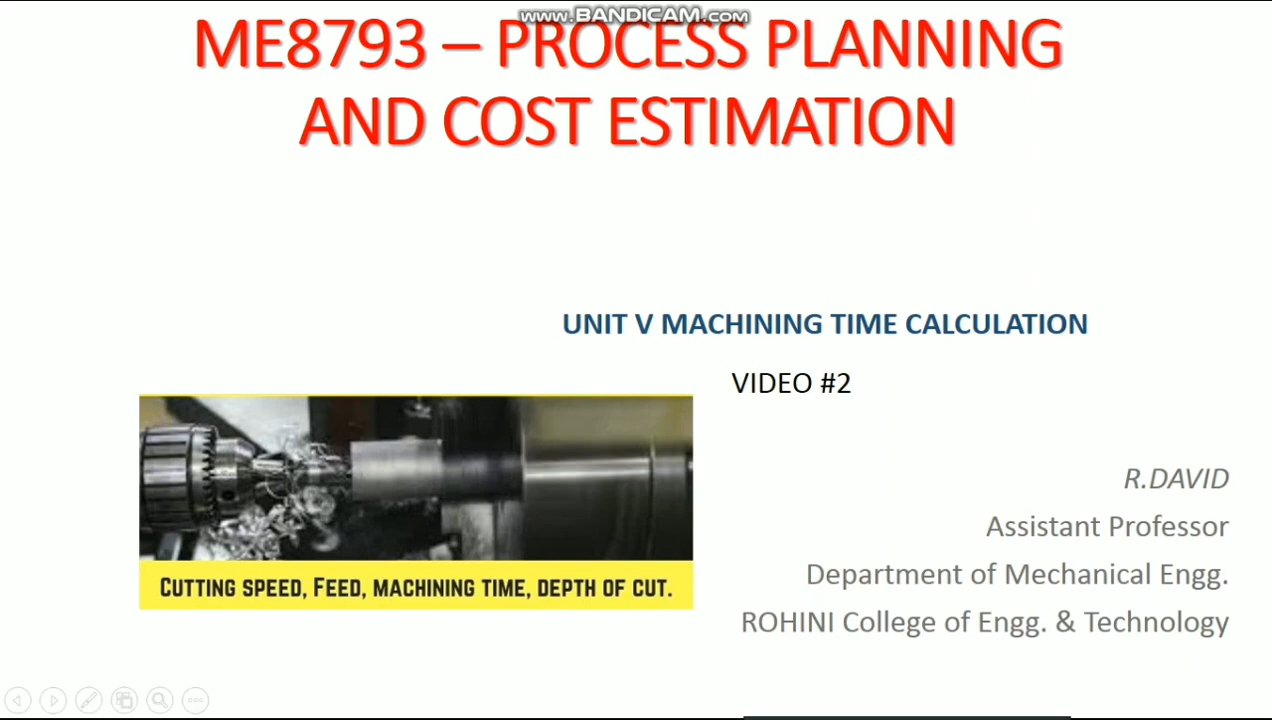 www.BANDICAM.com
ME8793 – PROCESS PLANNING
AND COST ESTIMATION
UNIT V MACHINING TIME CALCULATION
VIDEO #2
CUTTING SPEED, FEED, MACHINING TIME, DEPTH OF CUT.
R.DAVID
Assistant Professor
Department of Mechanical Engg.
ROHINI College of Engg. & Technology